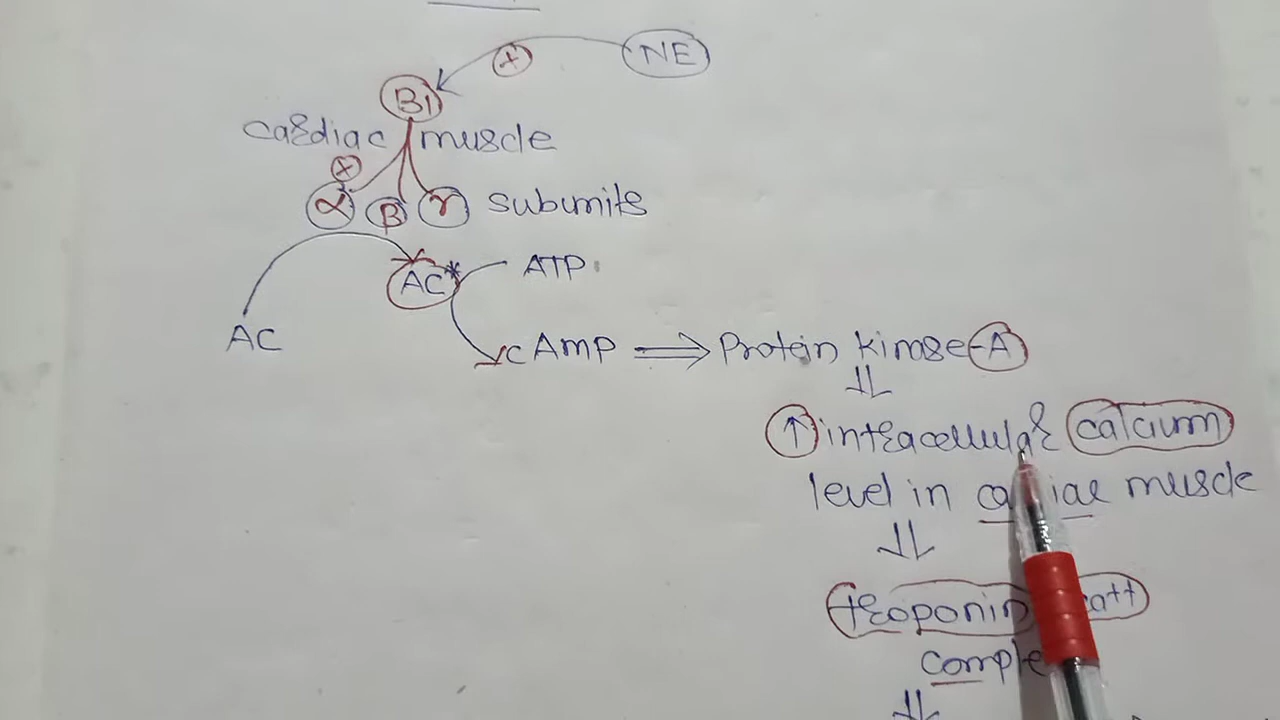 NE
+
B1
cardiac muscle
+
α B γ subunits
AC* ATP
AC
cAMP ⇒ Protein kinase-A
⇓
↑ intracellular calcium
level in cardiac muscle
⇓
troponin ca++
complex
⇓